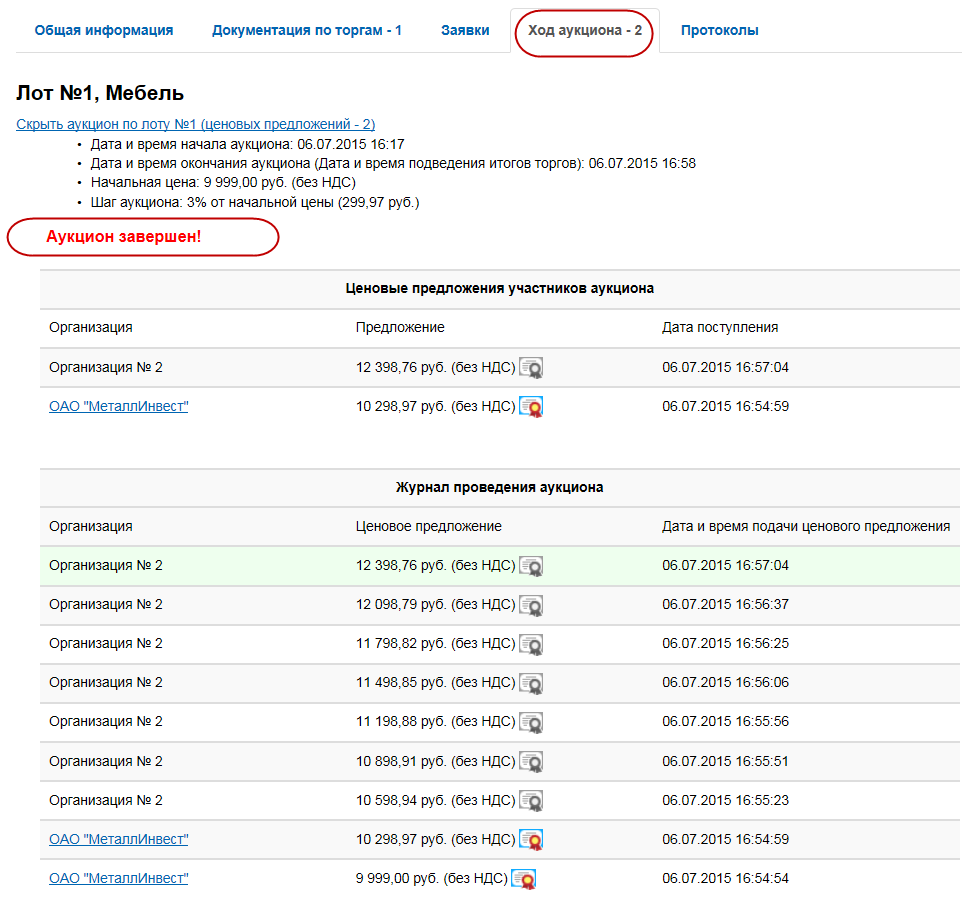 Общая информация Документация по торгам - 1 Заявки Ход аукциона - 2 Протоколы
Лот №1, Мебель
Скрыть аукцион по лоту №1 (ценовых предложений - 2)
• Дата и время начала аукциона: 06.07.2015 16:17
• Дата и время окончания аукциона (Дата и время подведения итогов торгов): 06.07.2015 16:58
• Начальная цена: 9 999,00 руб. (без НДС)
• Шаг аукциона: 3% от начальной цены (299,97 руб.)
Аукцион завершен!
Ценовые предложения участников аукциона
Организация Предложение Дата поступления
Организация № 2 12 398,76 руб. (без НДС) 06.07.2015 16:57:04
ОАО "МеталлИнвест" 10 298,97 руб. (без НДС) 06.07.2015 16:54:59
Журнал проведения аукциона
Организация Ценовое предложение Дата и время подачи ценового предложения
Организация № 2 12 398,76 руб. (без НДС) 06.07.2015 16:57:04
Организация № 2 12 098,79 руб. (без НДС) 06.07.2015 16:56:37
Организация № 2 11 798,82 руб. (без НДС) 06.07.2015 16:56:25
Организация № 2 11 498,85 руб. (без НДС) 06.07.2015 16:56:06
Организация № 2 11 198,88 руб. (без НДС) 06.07.2015 16:55:56
Организация № 2 10 898,91 руб. (без НДС) 06.07.2015 16:55:51
Организация № 2 10 598,94 руб. (без НДС) 06.07.2015 16:55:23
ОАО "МеталлИнвест" 10 298,97 руб. (без НДС) 06.07.2015 16:54:59
ОАО "МеталлИнвест" 9 999,00 руб. (без НДС) 06.07.2015 16:54:54